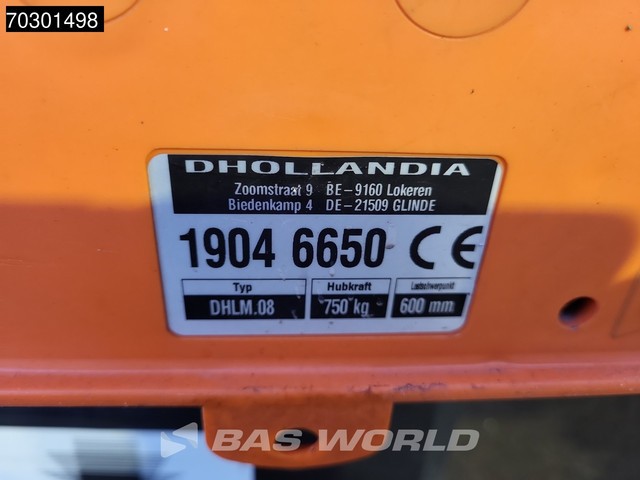 70301498
DHOLLANDIA
Zoomstraat 9 BE-9160 Lokeren
Biedenkamp 4 DE-21509 GLINDE
1904 6650 CE
Typ Hubkraft Lastschwerpunkt
DHLM.08 750 kg 600 mm
BAS WORLD